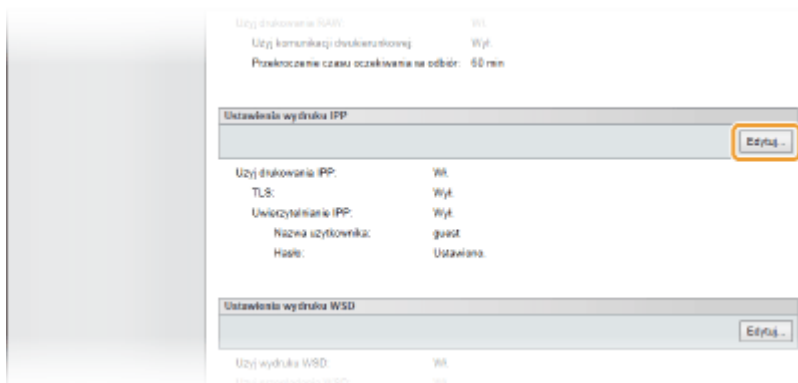 Użyj drukowania RAW: Wł.
Użyj komunikacji dwukierunkowej: Wył.
Przekroczenie czasu oczekiwania na odbiór: 60 min
Ustawienia wydruku IPP
Edytuj...
Użyj drukowania IPP: Wł.
TLS: Wył.
Uwierzytelnianie IPP: Wył.
Nazwa użytkownika: guest
Hasło: Ustawiono.
Ustawienia wydruku WSD
Edytuj...
Użyj wydruku WSD: Wł.